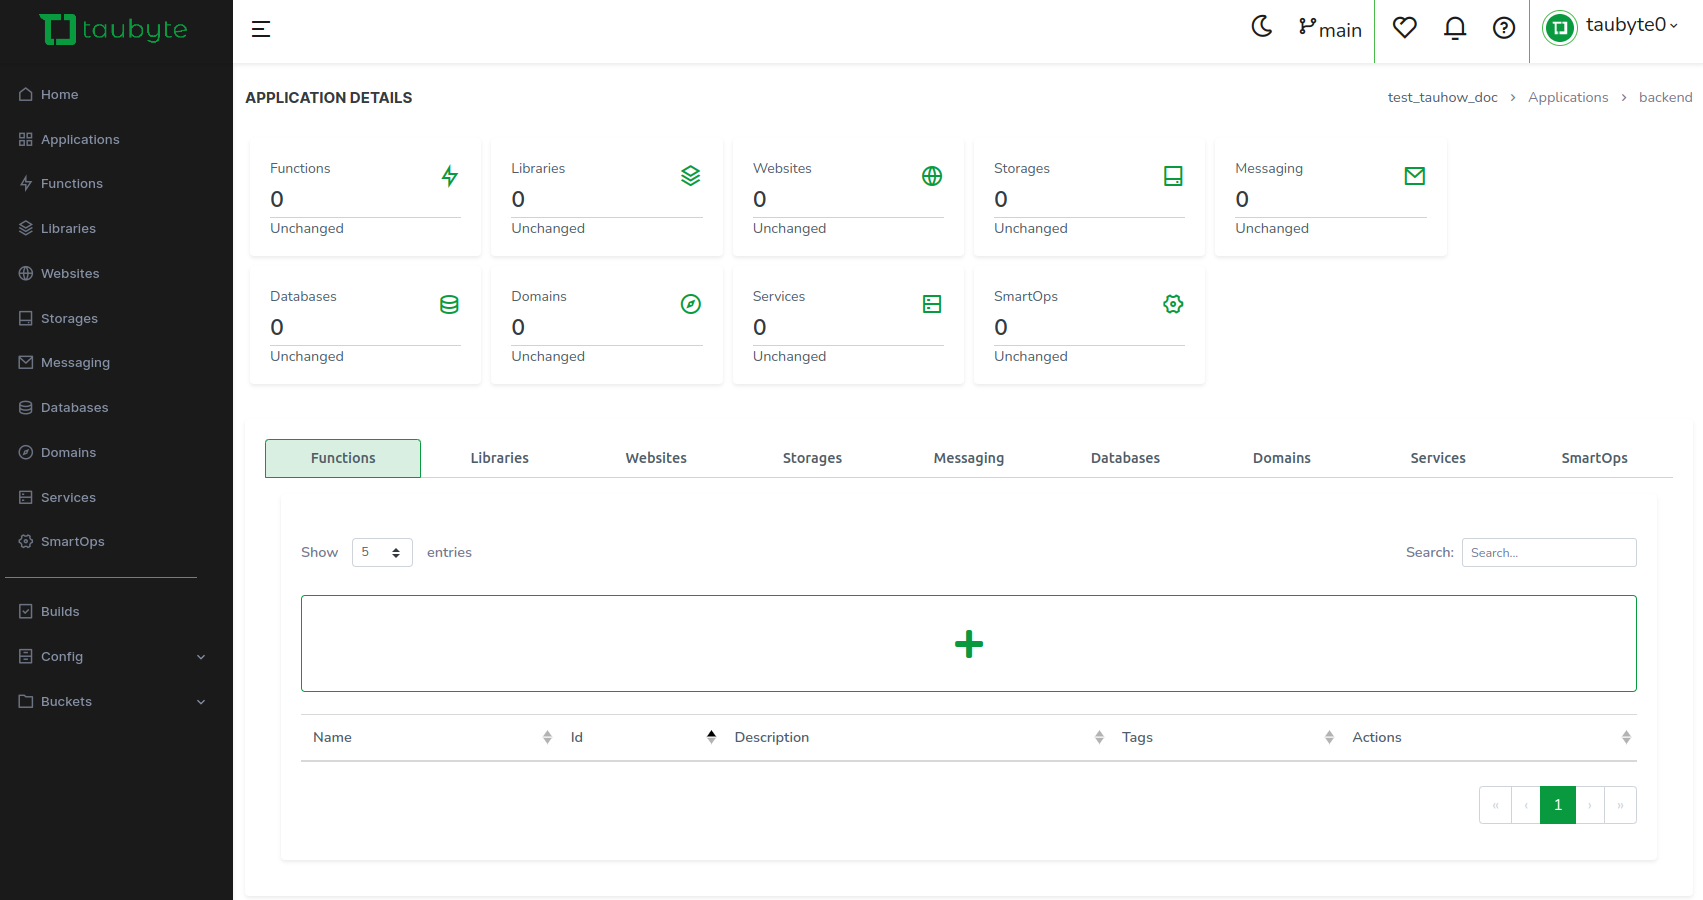 taubyte
main
taubyte0
Home
Applications
Functions
Libraries
Websites
Storages
Messaging
Databases
Domains
Services
SmartOps
Builds
Config
Buckets
APPLICATION DETAILS
test_tauhow_doc > Applications > backend
Functions
0
Unchanged
Libraries
0
Unchanged
Websites
0
Unchanged
Storages
0
Unchanged
Messaging
0
Unchanged
Databases
0
Unchanged
Domains
0
Unchanged
Services
0
Unchanged
SmartOps
0
Unchanged
Functions Libraries Websites Storages Messaging Databases Domains Services SmartOps
Show 5 entries Search: Search...
Name Id Description Tags Actions
« ‹ 1 › »